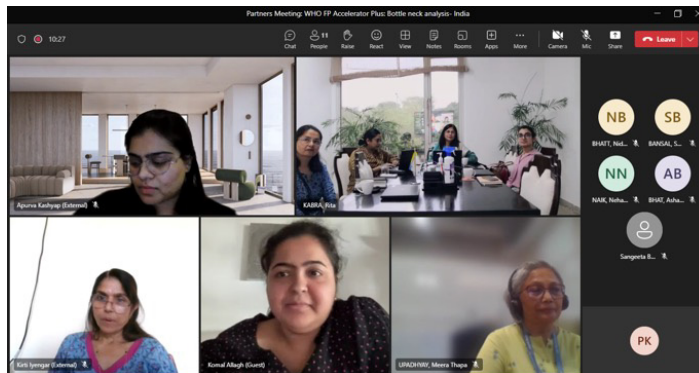 Partners Meeting: WHO FP Accelerator Plus: Bottle neck analysis- India
10:27
11
Chat People Raise React View Notes Rooms Apps More Camera Mic Share Leave
Apurva Kashyap (External)
KABRA, Rita
Kirti Iyengar (External)
Komal Allagh (Guest)
UPADHYAY, Meera Thapa
NB SB
BHATT, Nid... BANSAL, S...
NN AB
NAIK, Neha... BHAT, Asha...
Sangeeta B...
PK